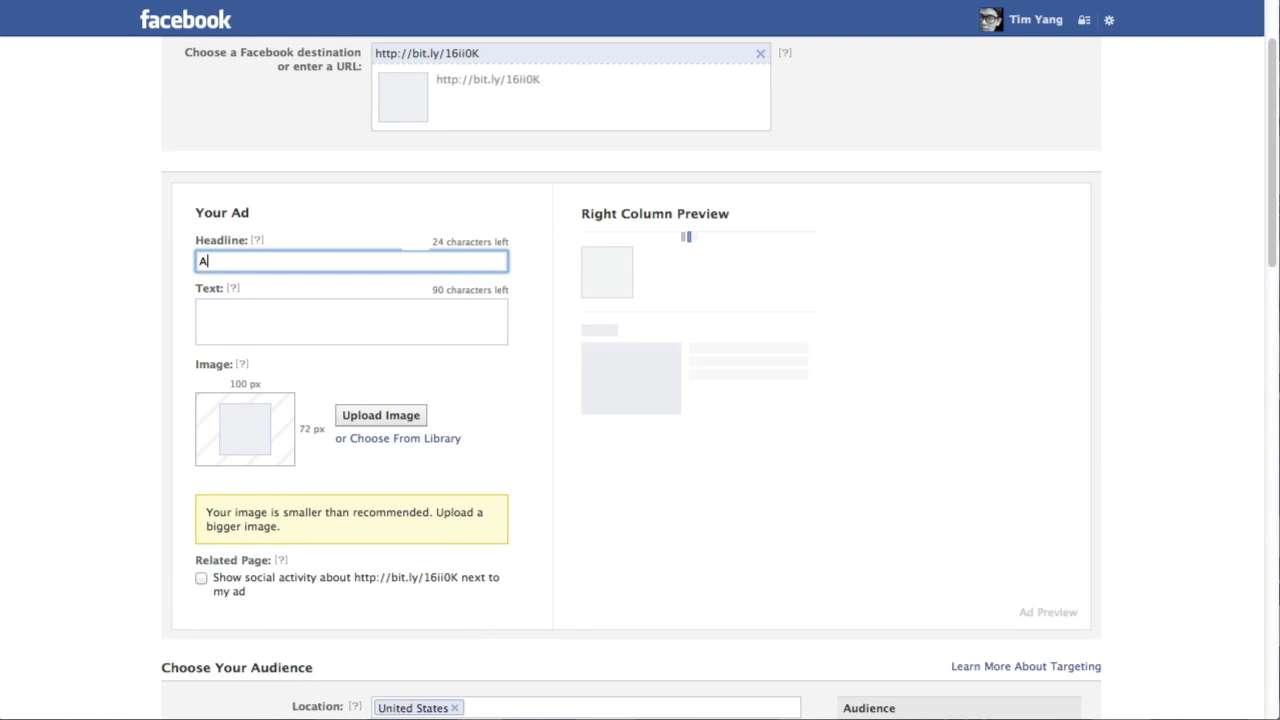 facebook
Tim Yang
Choose a Facebook destination
or enter a URL:
http://bit.ly/16ii0K
[?]
http://bit.ly/16ii0K
Your Ad
Headline: [?]
24 characters left
A
Text: [?]
90 characters left
Image: [?]
100 px
72 px
Upload Image
or Choose From Library
Your image is smaller than recommended. Upload a
bigger image.
Related Page: [?]
Show social activity about http://bit.ly/16ii0K next to
my ad
Right Column Preview
Ad Preview
Choose Your Audience
Learn More About Targeting
Location: [?]
United States
Audience